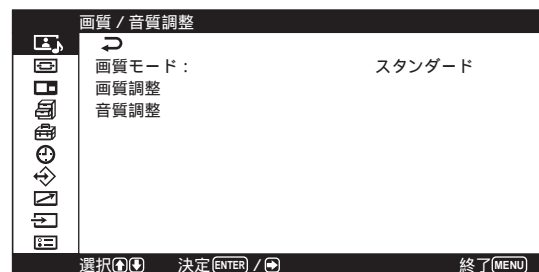 画質 / 音質調整
画質モード： スタンダード
画質調整
音質調整
選択 決定 ENTER / 終了 MENU